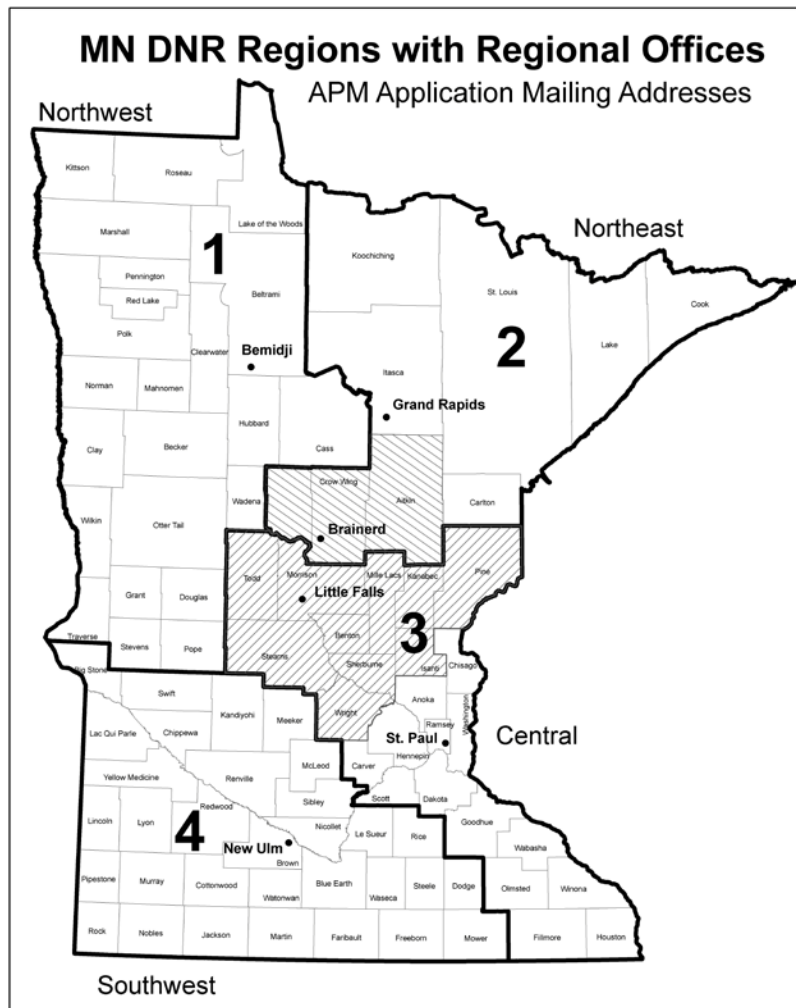 MN DNR Regions with Regional Offices
APM Application Mailing Addresses
Northwest
Kittson
Roseau
Lake of the Woods
Marshall
1
Koochiching
Northeast
Pennington
Red Lake
Beltrami
St. Louis
Cook
Polk
Clearwater
2
Lake
Bemidji
Itasca
Norman
Mahnomen
Grand Rapids
Hubbard
Clay
Becker
Cass
Crow Wing
Aitkin
Wadena
Carlton
Wilkin
Otter Tail
Brainerd
Todd
Morrison
Mille Lacs
Kanabec
Pine
Little Falls
Grant
Douglas
3
Traverse
Stevens
Pope
Benton
Stearns
Sherburne
Isanti
Chisago
Big Stone
Swift
Wright
Anoka
Washington
Kandiyohi
Meeker
Ramsey
Central
Lac Qui Parle
Chippewa
St. Paul
Hennepin
McLeod
Carver
Yellow Medicine
Renville
Scott
Dakota
Sibley
Redwood
4
Lincoln
Lyon
Nicollet
Le Sueur
Rice
Goodhue
New Ulm
Wabasha
Brown
Pipestone
Murray
Cottonwood
Watonwan
Blue Earth
Waseca
Steele
Dodge
Olmsted
Winona
Rock
Nobles
Jackson
Martin
Faribault
Freeborn
Mower
Fillmore
Houston
Southwest